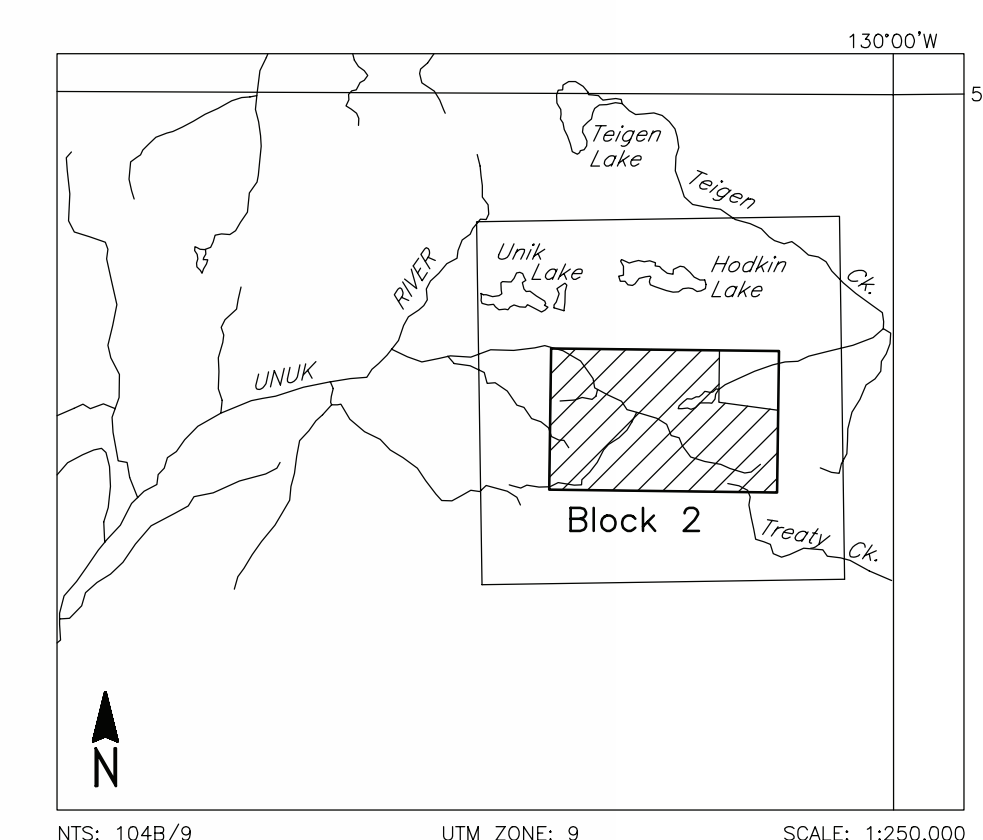 130°00'W
5
Teigen
Lake
Teigen
Ck.
Unik
Lake
Hodkin
Lake
RIVER
UNUK
Block 2
Treaty Ck.
N
NTS: 104B/9 UTM ZONE: 9 SCALE: 1:250,000